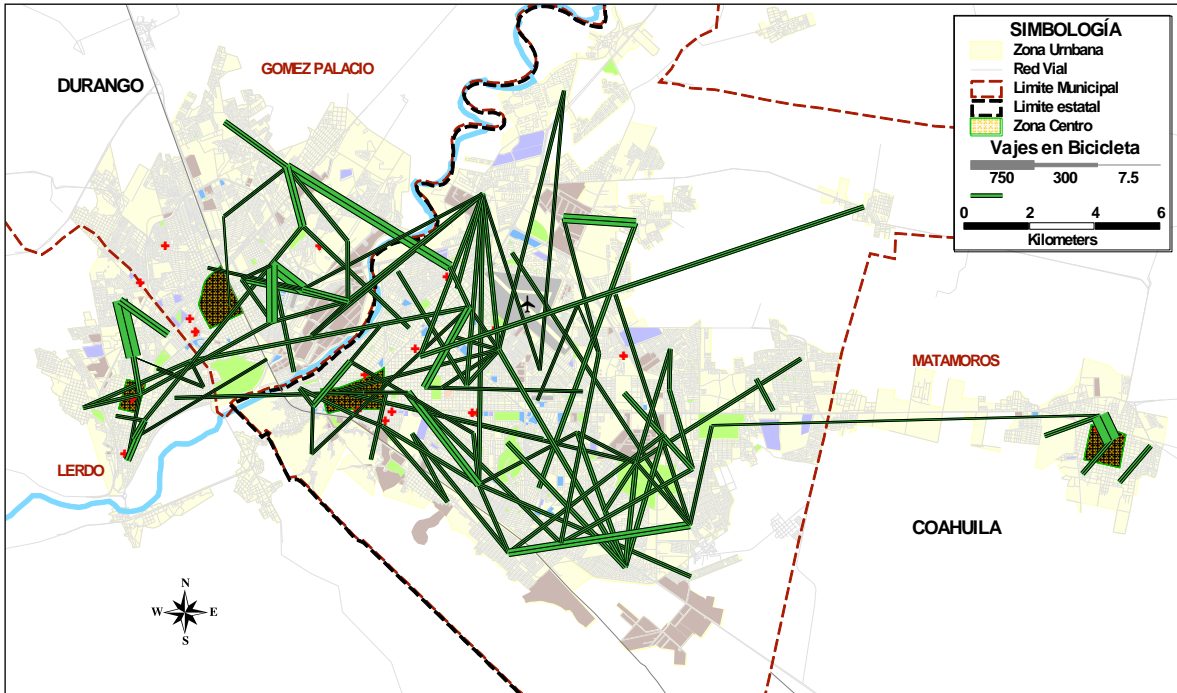 DURANGO
GOMEZ PALACIO
SIMBOLOGÍA
Zona Urnbana
Red Vial
Limite Municipal
Limite estatal
Zona Centro
Vajes en Bicicleta
750 300 7.5
0 2 4 6
Kilometers
MATAMOROS
LERDO
COAHUILA
N
W E
S